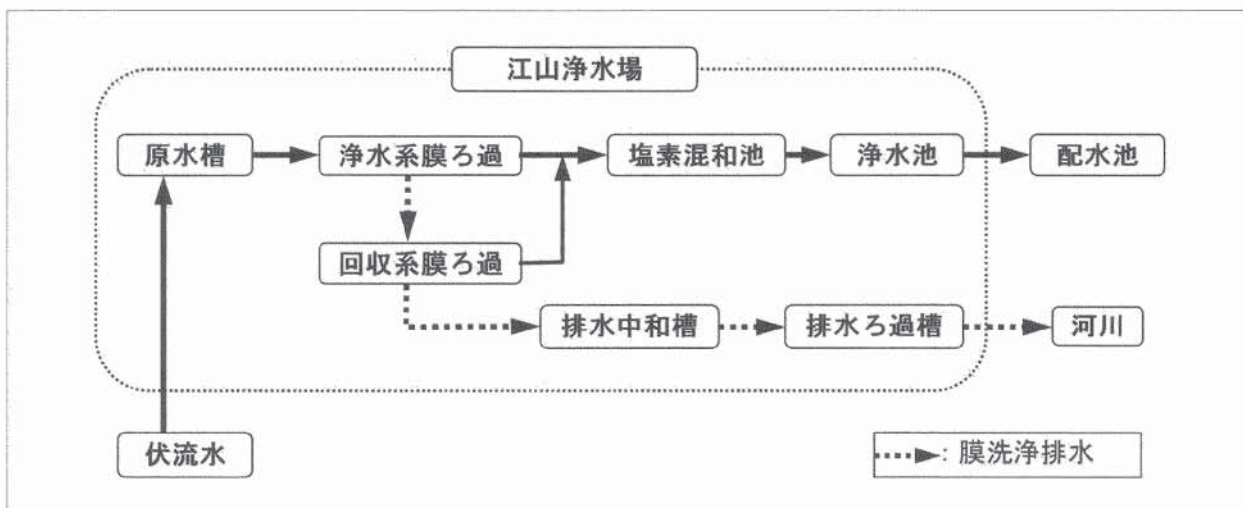 江山浄水場
原水槽
浄水系膜ろ過
塩素混和池
浄水池
配水池
回収系膜ろ過
排水中和槽
排水ろ過槽
河川
伏流水
: 膜洗浄排水